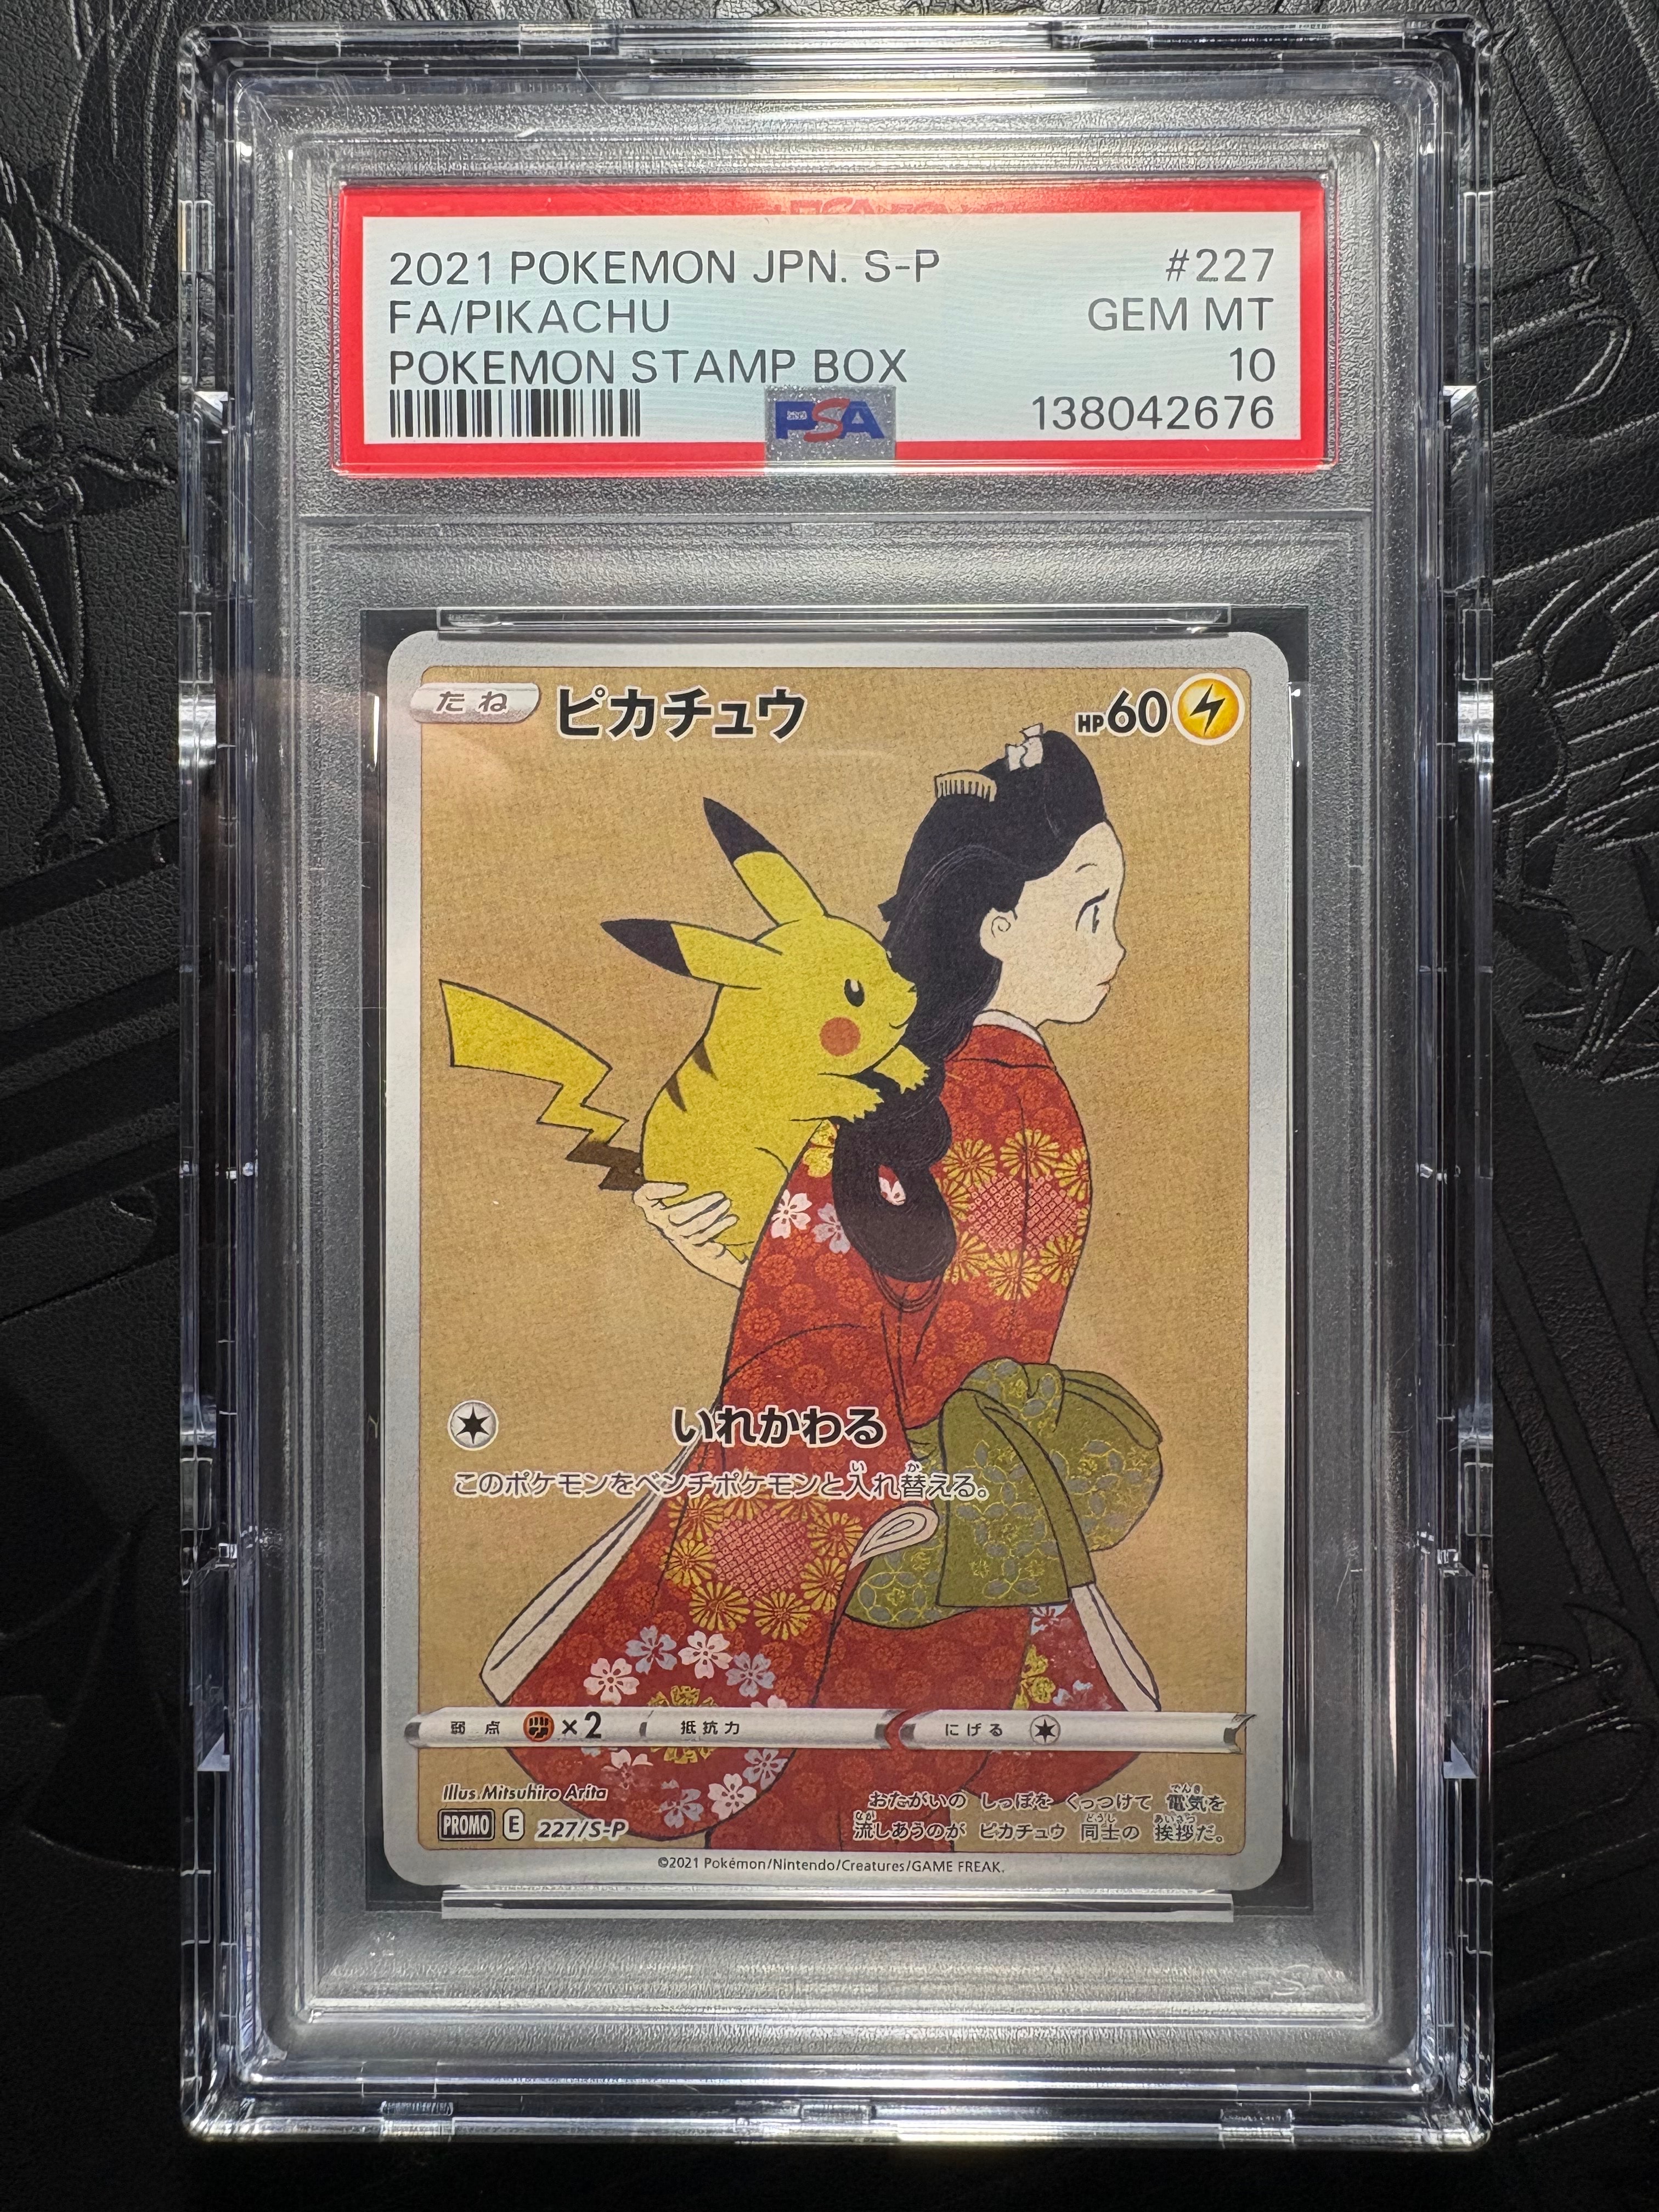 2021 POKEMON JPN. S-P #227
FA/PIKACHU GEM MT
POKEMON STAMP BOX 10
PSA 138042676
たね ピカチュウ HP60
いれかわる
このポケモンをベンチポケモンと入れ替える。
弱点 ×2 抵抗力 にげる
Illus. Mitsuhiro Arita
PROMO E 227/S-P
おたがいの しっぽを くっつけて 電気を
流しあうのが ピカチュウ 同士の 挨拶だ。
©2021 Pokémon/Nintendo/Creatures/GAME FREAK.